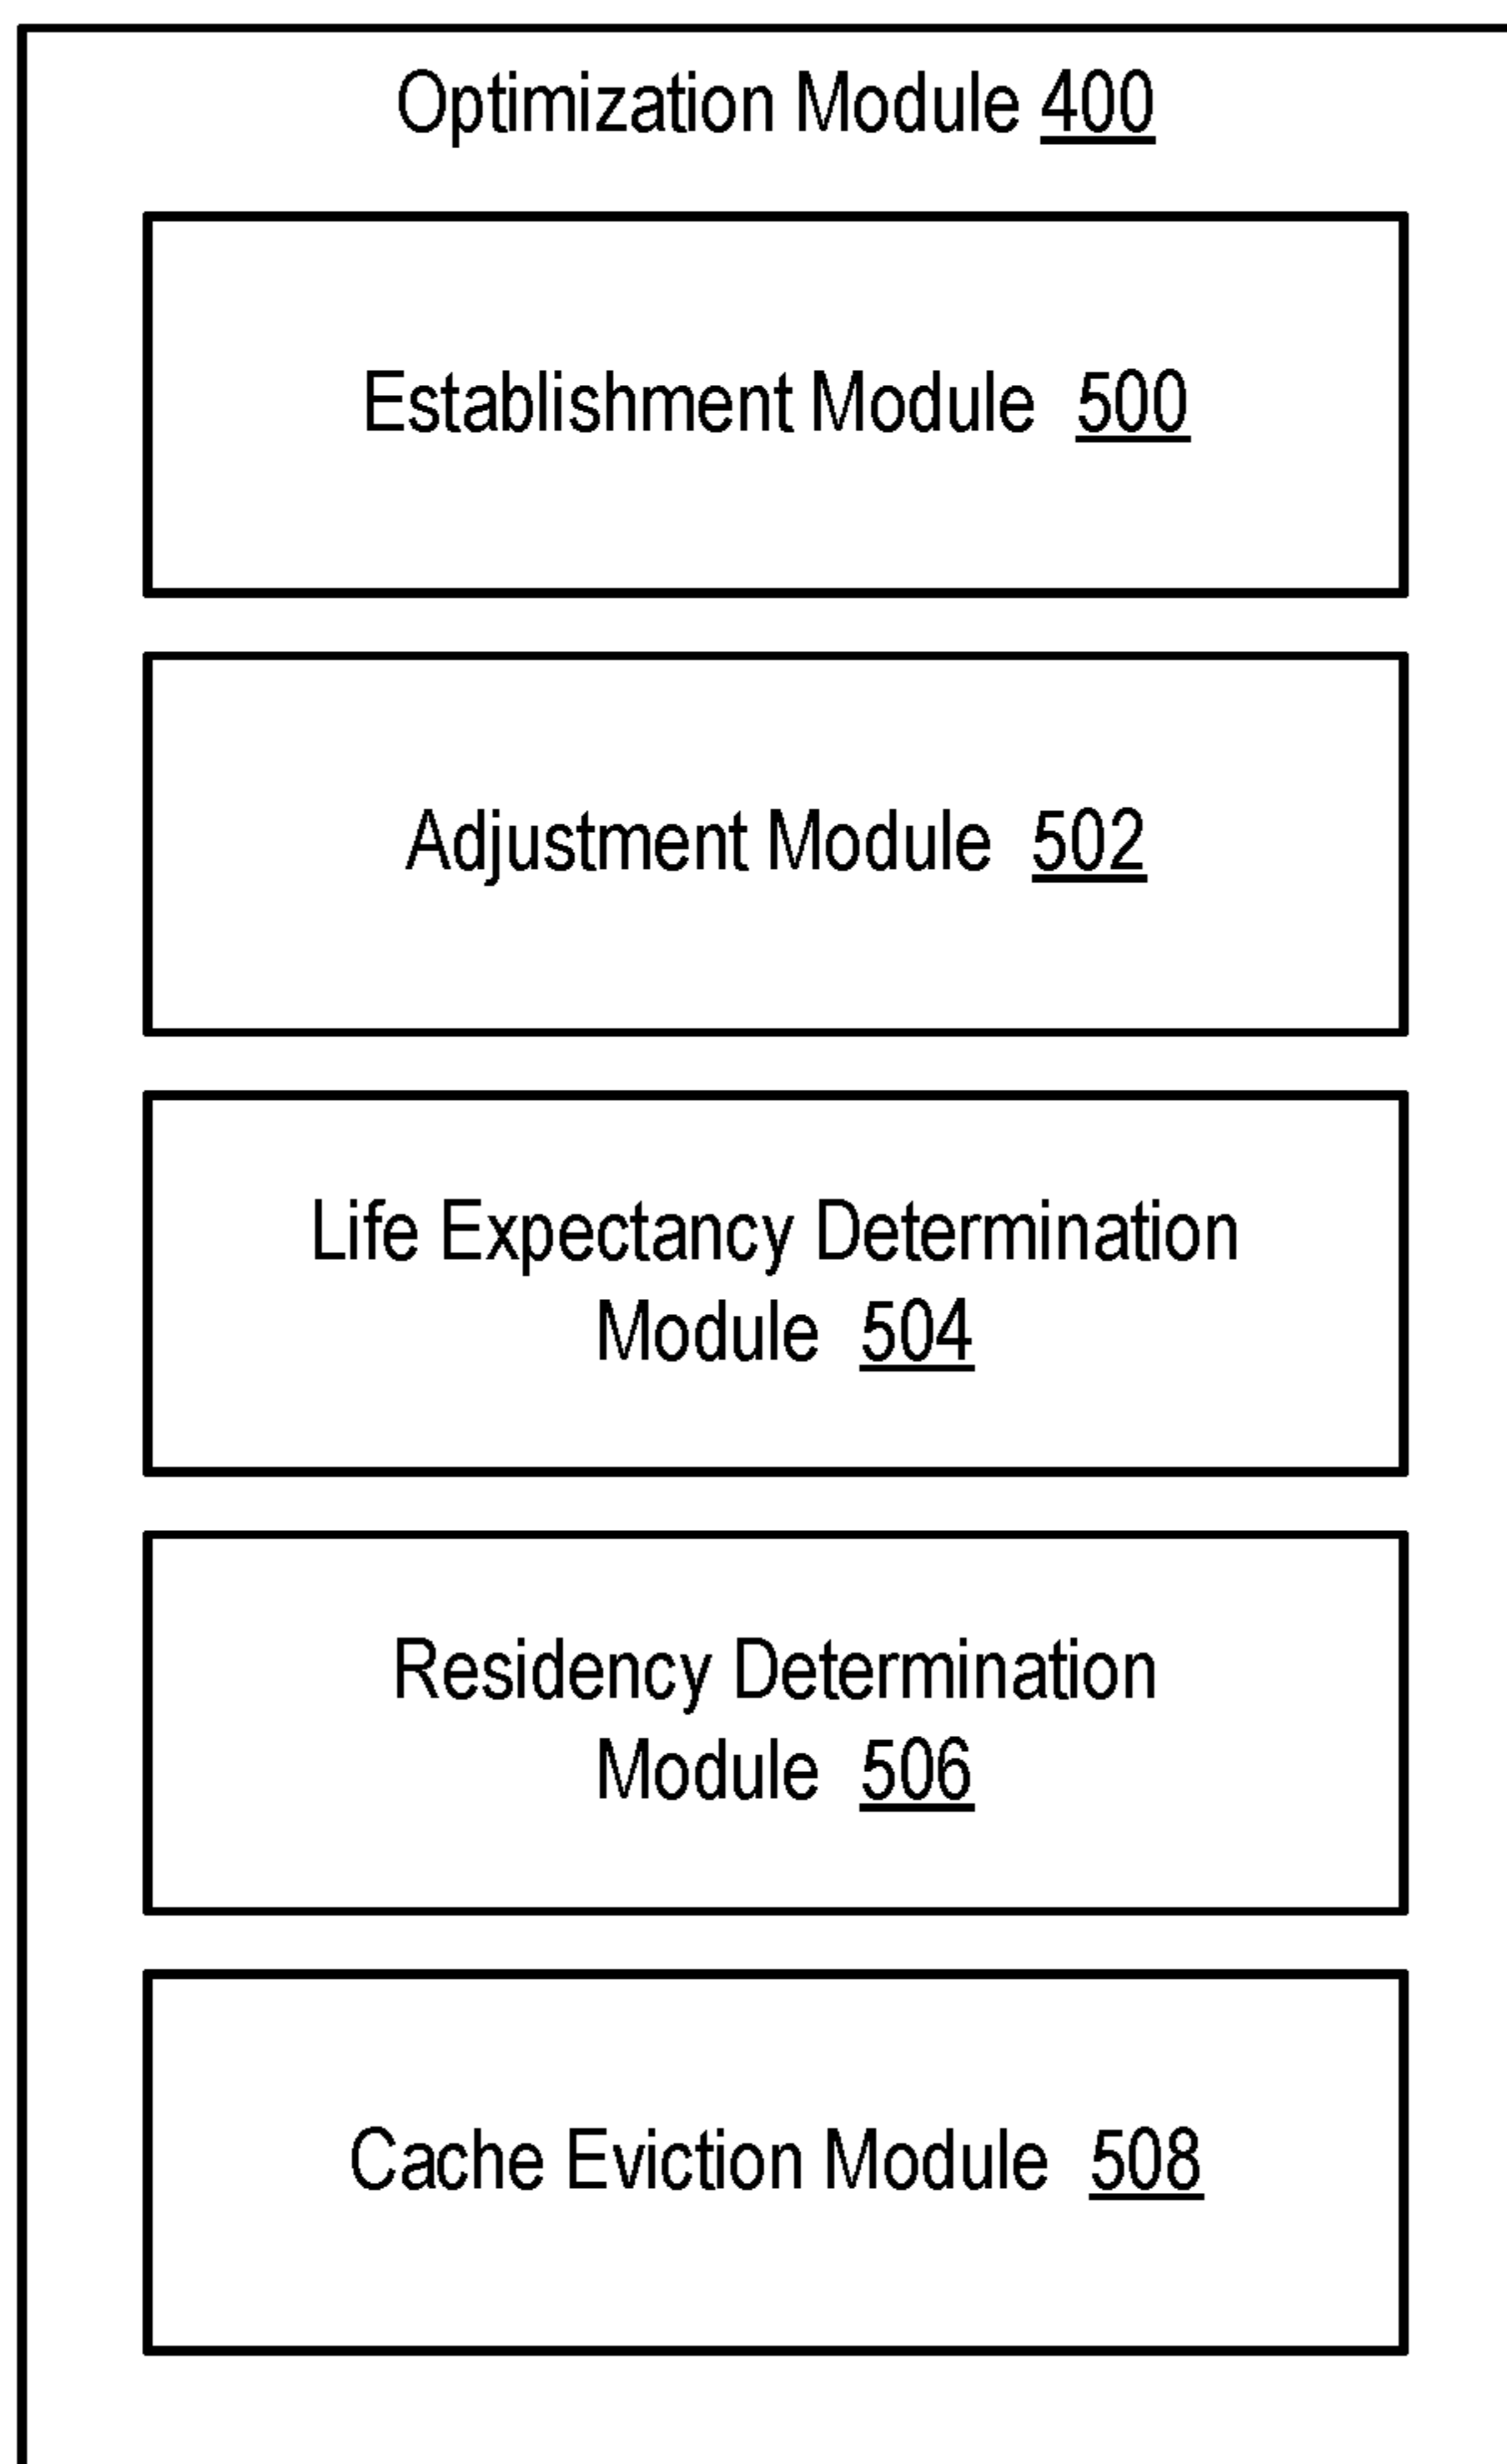 Optimization Module 400
Establishment Module 500
Adjustment Module 502
Life Expectancy Determination
Module 504
Residency Determination
Module 506
Cache Eviction Module 508